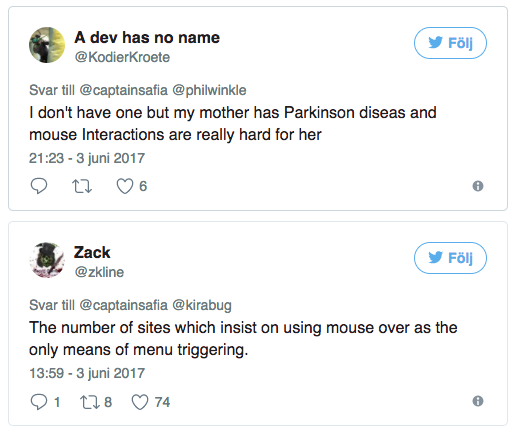 A dev has no name
@KodierKroete
Följ
Svar till @captainsafia @philwinkle
I don't have one but my mother has Parkinson diseas and
mouse Interactions are really hard for her
21:23 - 3 juni 2017
6
Zack
@zkline
Följ
Svar till @captainsafia @kirabug
The number of sites which insist on using mouse over as the
only means of menu triggering.
13:59 - 3 juni 2017
1 8 74